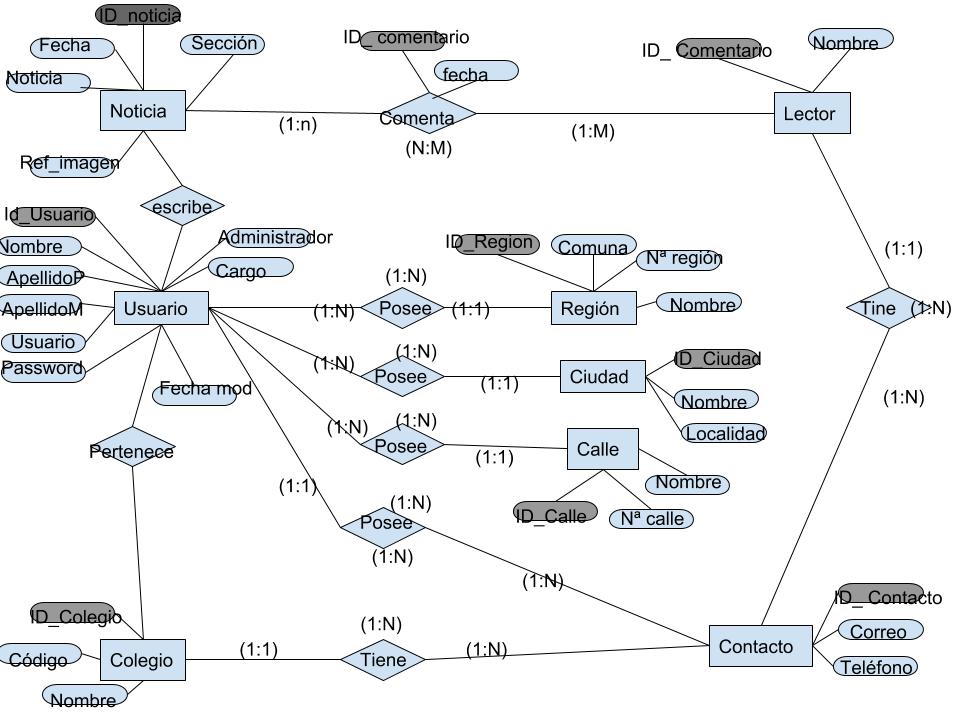 ID_noticia
Fecha
Sección
Noticia
Noticia
Ref_imagen
ID_ comentario
fecha
Comenta
(1:n)
(N:M)
(1:M)
ID_ Comentario
Nombre
Lector
escribe
Id_Usuario
Nombre
ApellidoP
ApellidoM
Usuario
Password
Administrador
Cargo
Usuario
Fecha mod
(1:N)
(1:N)
Posee
(1:1)
ID_Region
Comuna
Nª región
Región
Nombre
(1:1)
Tine
(1:N)
(1:N)
(1:N)
(1:N)
Posee
(1:1)
Ciudad
ID_Ciudad
Nombre
Localidad
(1:N)
(1:N)
Posee
(1:1)
Calle
Nombre
ID_Calle
Nª calle
Pertenece
(1:1)
(1:N)
Posee
(1:N)
(1:N)
ID_Colegio
Código
Colegio
Nombre
(1:1)
(1:N)
Tiene
(1:N)
Contacto
ID_ Contacto
Correo
Teléfono